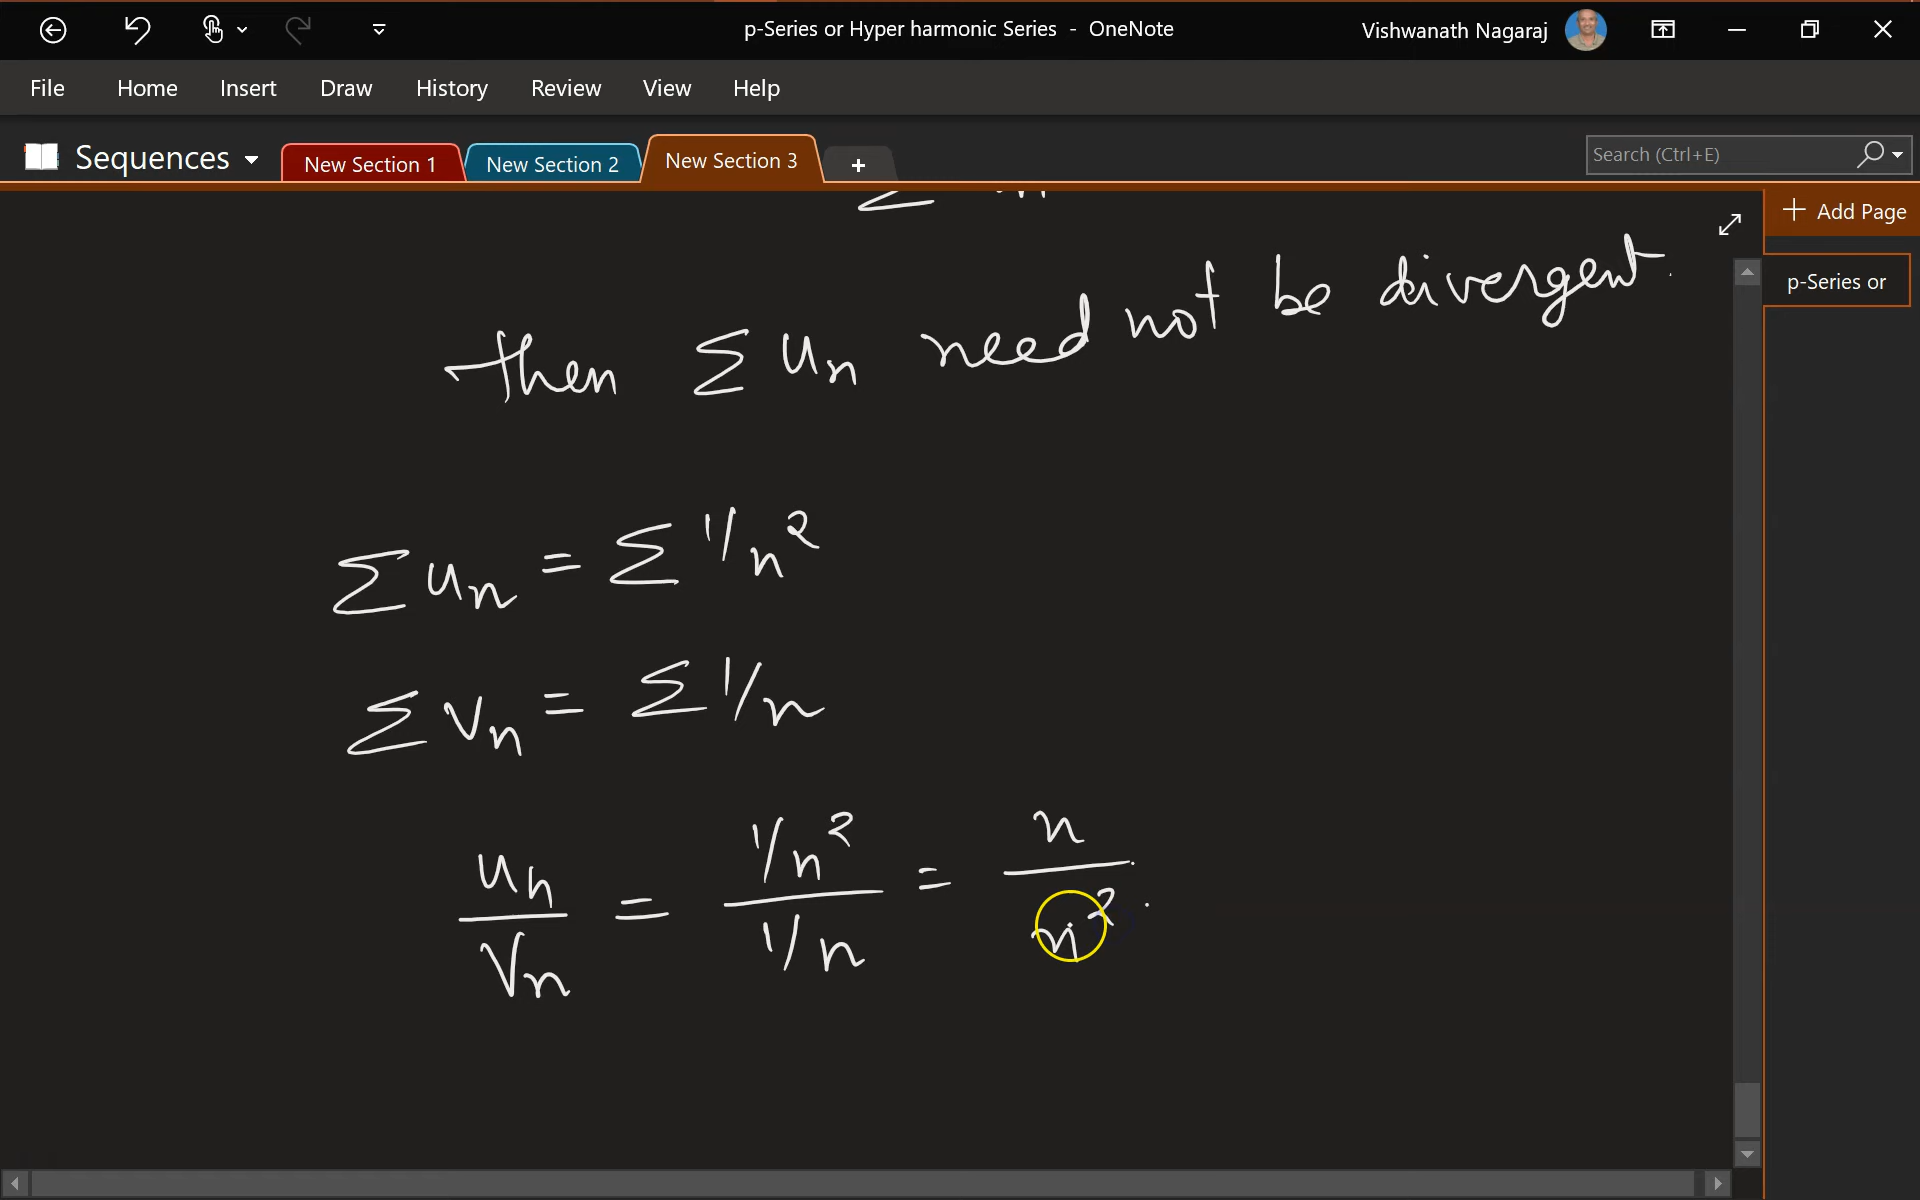 p-Series or Hyper harmonic Series - OneNote
Vishwanath Nagaraj
File Home Insert Draw History Review View Help
Sequences
New Section 1
New Section 2
New Section 3
+
Search (Ctrl+E)
+ Add Page
p-Series or
then Σ un need not be divergent.
Σ un = Σ 1/n²
Σ vn = Σ 1/n
un/vn = (1/n²)/(1/n) = n/n²